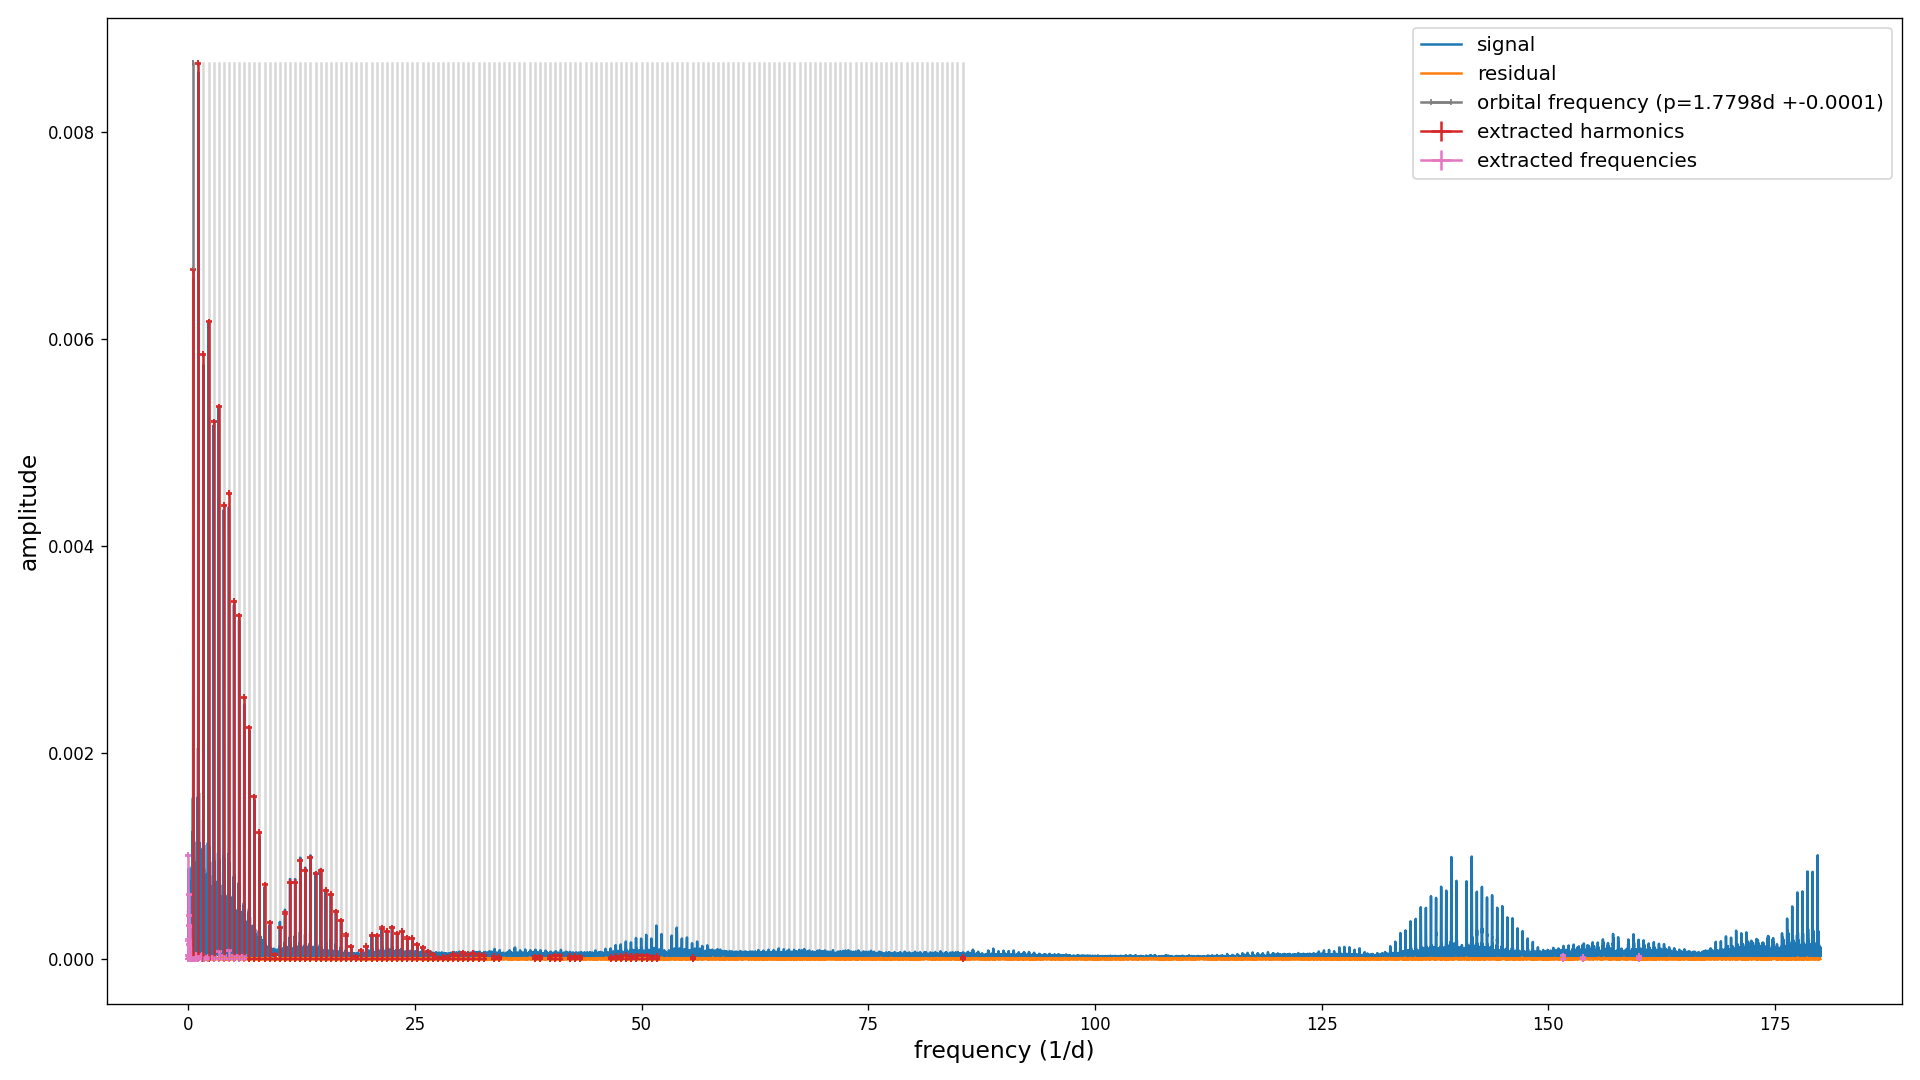 signal
residual
orbital frequency (p=1.7798d +-0.0001)
extracted harmonics
extracted frequencies
0.008
0.006
0.004
0.002
0.000
amplitude
0 25 50 75 100 125 150 175
frequency (1/d)